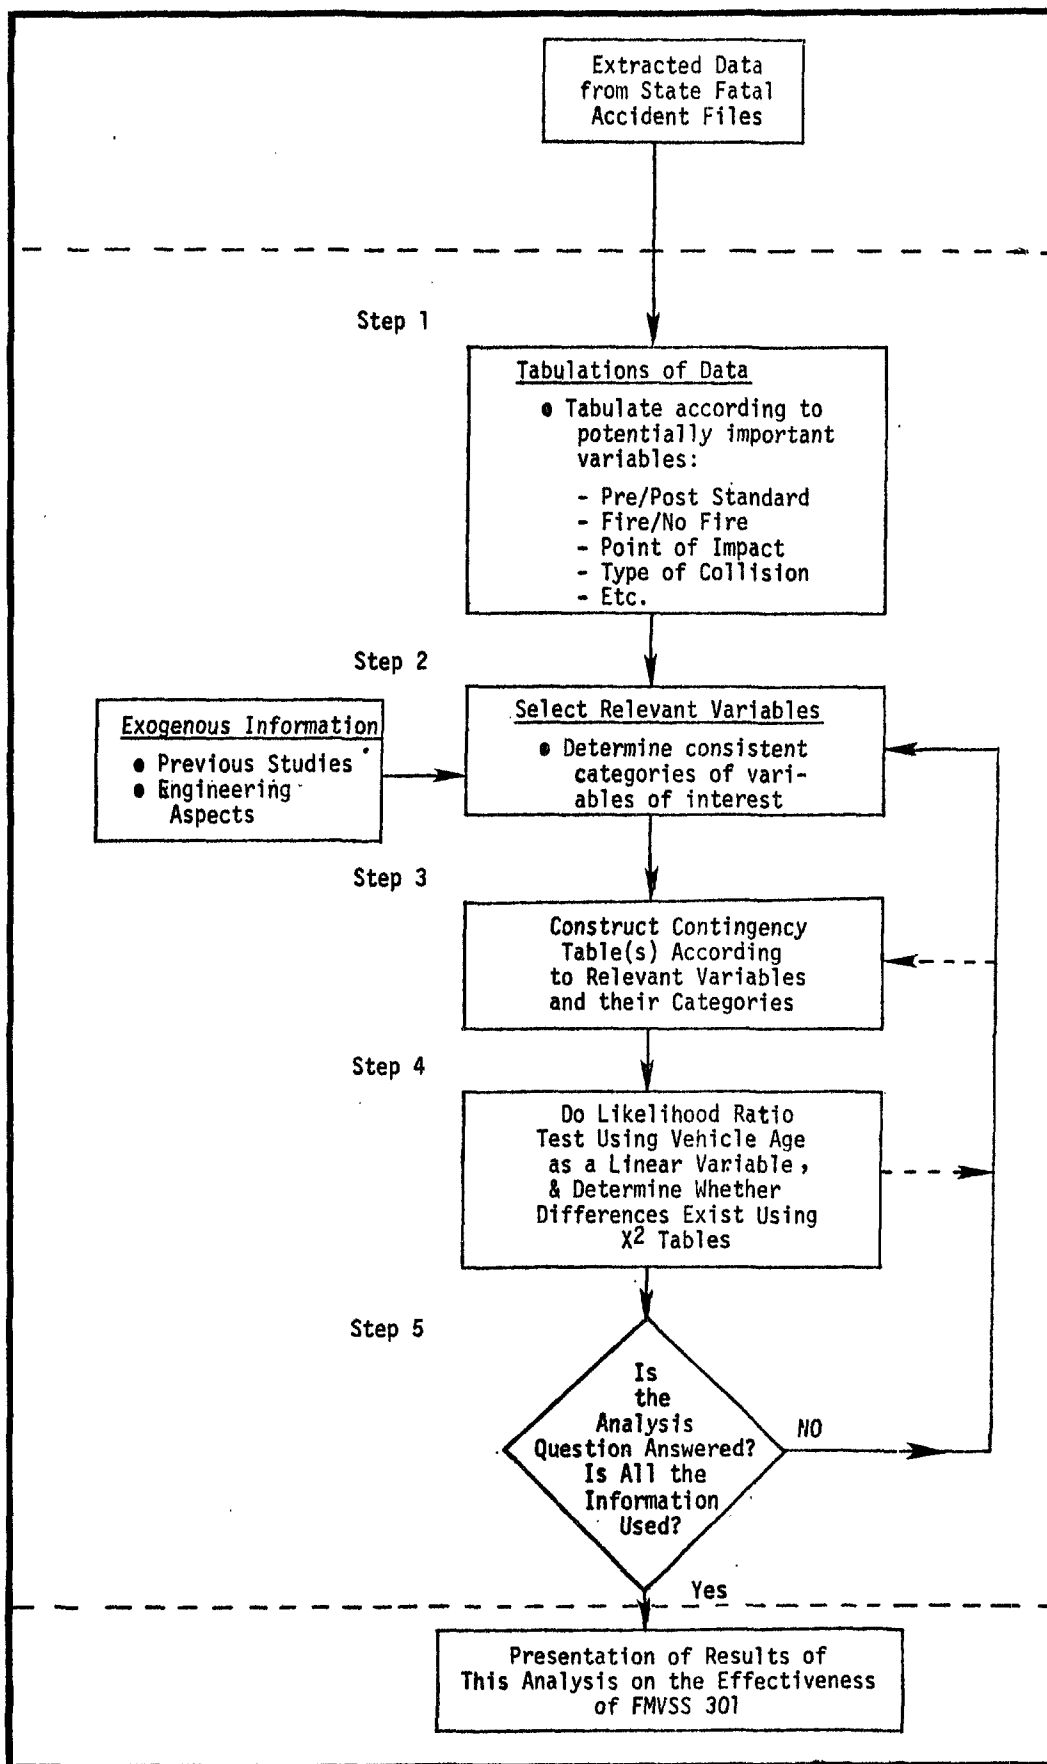 Extracted Data
from State Fatal
Accident Files
Step 1
Tabulations of Data
● Tabulate according to
potentially important
variables:
- Pre/Post Standard
- Fire/No Fire
- Point of Impact
- Type of Collision
- Etc.
Step 2
Exogenous Information
● Previous Studies
● Engineering
Aspects
Select Relevant Variables
● Determine consistent
categories of vari-
ables of interest
Step 3
Construct Contingency
Table(s) According
to Relevant Variables
and their Categories
Step 4
Do Likelihood Ratio
Test Using Vehicle Age
as a Linear Variable,
& Determine Whether
Differences Exist Using
X² Tables
Step 5
Is
the
Analysis
Question Answered?
Is All the
Information
Used?
NO
Yes
Presentation of Results of
This Analysis on the Effectiveness
of FMVSS 301